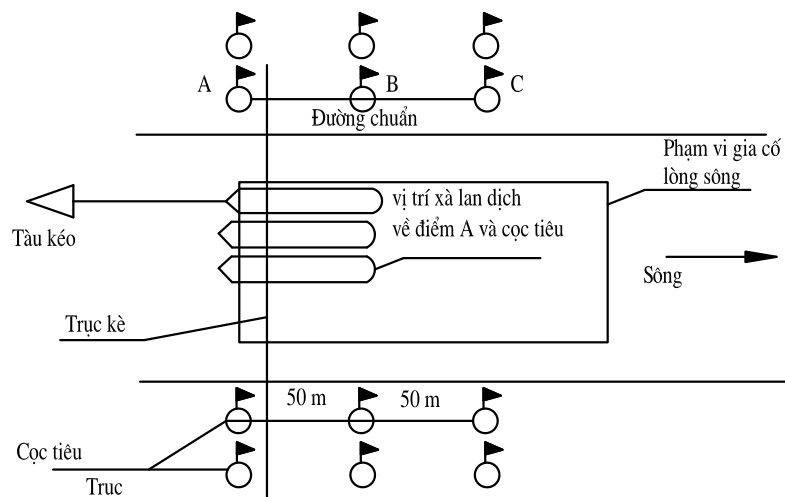 A
B
C
Đường chuẩn
Phạm vi gia cố
lòng sông
vị trí xà lan dịch
về điểm A và cọc tiêu
Tàu kéo
Sông
Trục kè
50 m
50 m
Cọc tiêu
Truc